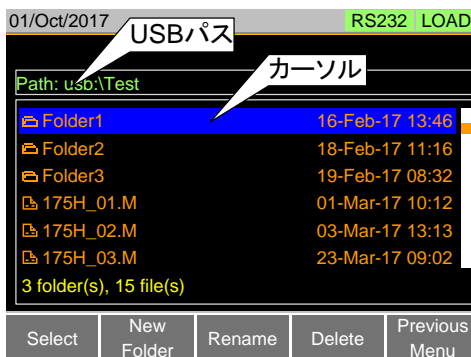 01/Oct/2017
USBパス
RS232 LOAD
カーソル
Path: usb:\Test
Folder1 16-Feb-17 13:46
Folder2 18-Feb-17 11:16
Folder3 19-Feb-17 08:32
175H_01.M 01-Mar-17 10:12
175H_02.M 03-Mar-17 13:13
175H_03.M 23-Mar-17 09:02
3 folder(s), 15 file(s)
Select
New Folder
Rename
Delete
Previous Menu